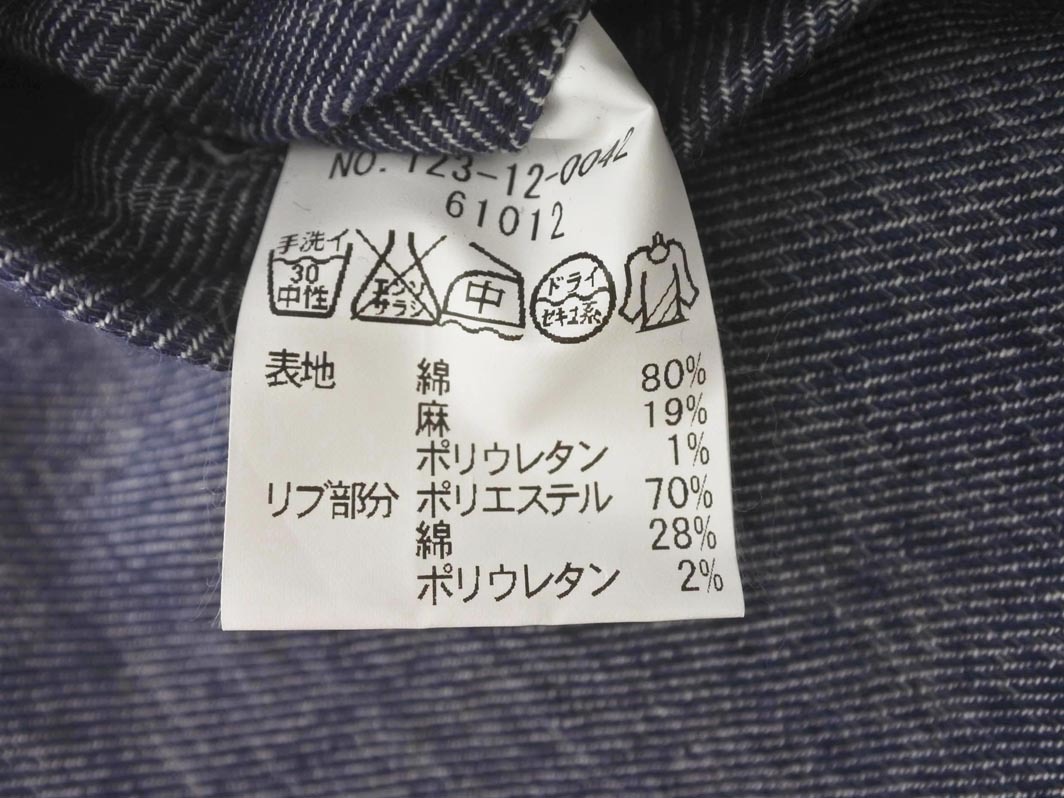 NO. 123-12-0042
61012
手洗イ
30
中性
エンソ
サラシ
中
ドライ
セキユ系
表地 綿 80%
麻 19%
ポリウレタン 1%
リブ部分 ポリエステル 70%
綿 28%
ポリウレタン 2%